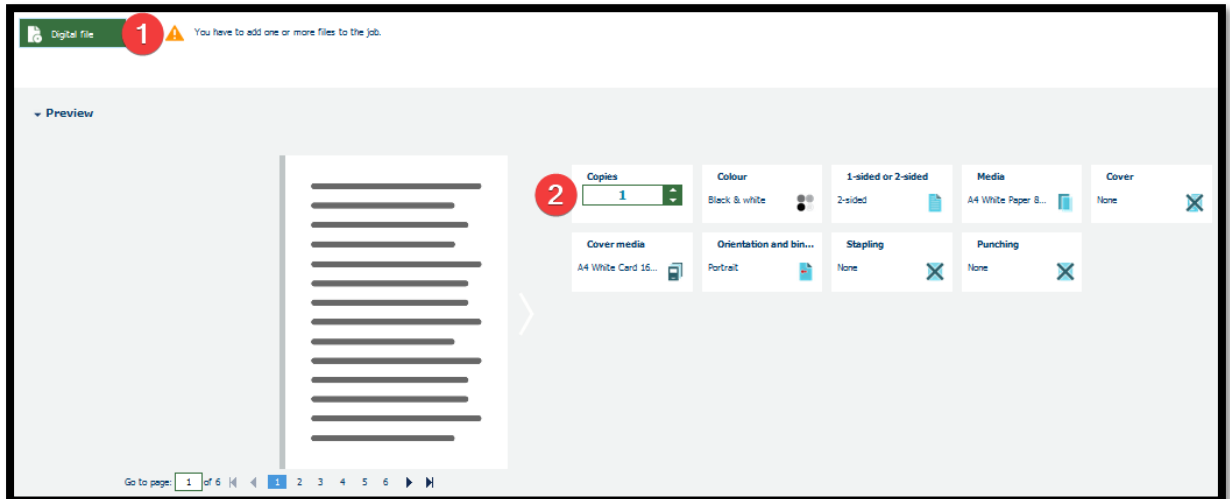 Digital file
1
You have to add one or more files to the job.
Preview
2
Copies
1
Colour
Black & white
1-sided or 2-sided
2-sided
Media
A4 White Paper 8...
Cover
None
Cover media
A4 White Card 16...
Orientation and bin...
Portrait
Stapling
None
Punching
None
Go to page: 1 of 6 1 2 3 4 5 6